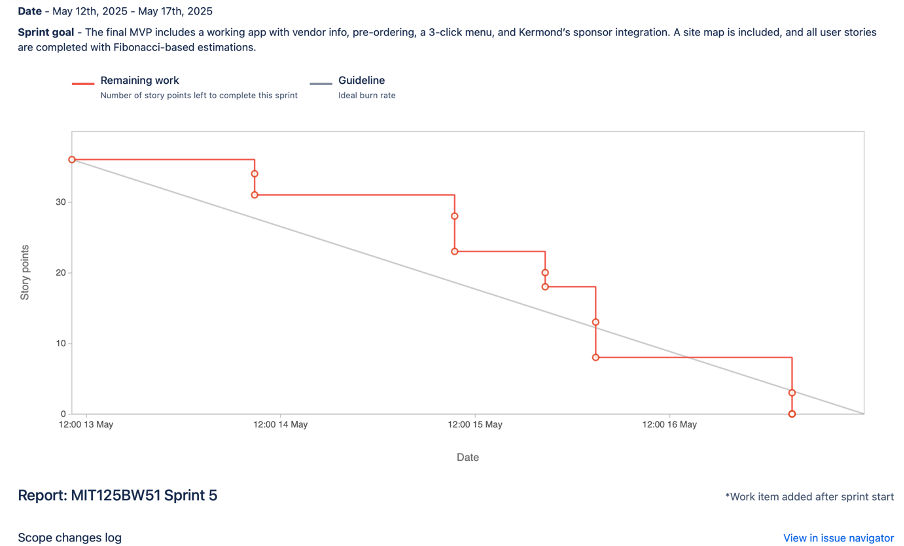 Date - May 12th, 2025 - May 17th, 2025
Sprint goal - The final MVP includes a working app with vendor info, pre-ordering, a 3-click menu, and Kermond's sponsor integration. A site map is included, and all user stories
are completed with Fibonacci-based estimations.
Remaining work
Number of story points left to complete this sprint
Guideline
Ideal burn rate
Story points
30
20
10
0
12:00 13 May
12:00 14 May
12:00 15 May
12:00 16 May
Date
Report: MIT125BW51 Sprint 5
*Work item added after sprint start
Scope changes log
View in issue navigator